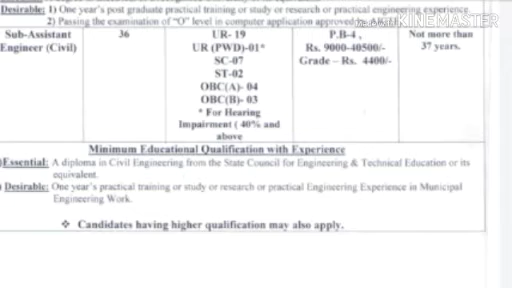 Desirable: 1) One year's post graduate practical training or study or research or practical engineering experience.
2) Passing the examination of "O" level in computer application approved by
KINEMASTER
Sub-Assistant Engineer (Civil) 36 UR- 19 P.B-4, Not more than
UR (PWD)-01* Rs. 9000-40500/- 37 years.
SC-07 Grade – Rs. 4400/-
ST-02
OBC(A)- 04
OBC(B)- 03
* For Hearing
Impairment ( 40% and
above
Minimum Educational Qualification with Experience
Essential: A diploma in Civil Engineering from the State Council for Engineering & Technical Education or its
equivalent.
) Desirable: One year's practical training or study or research or practical Engineering Experience in Municipal
Engineering Work.
❖ Candidates having higher qualification may also apply.